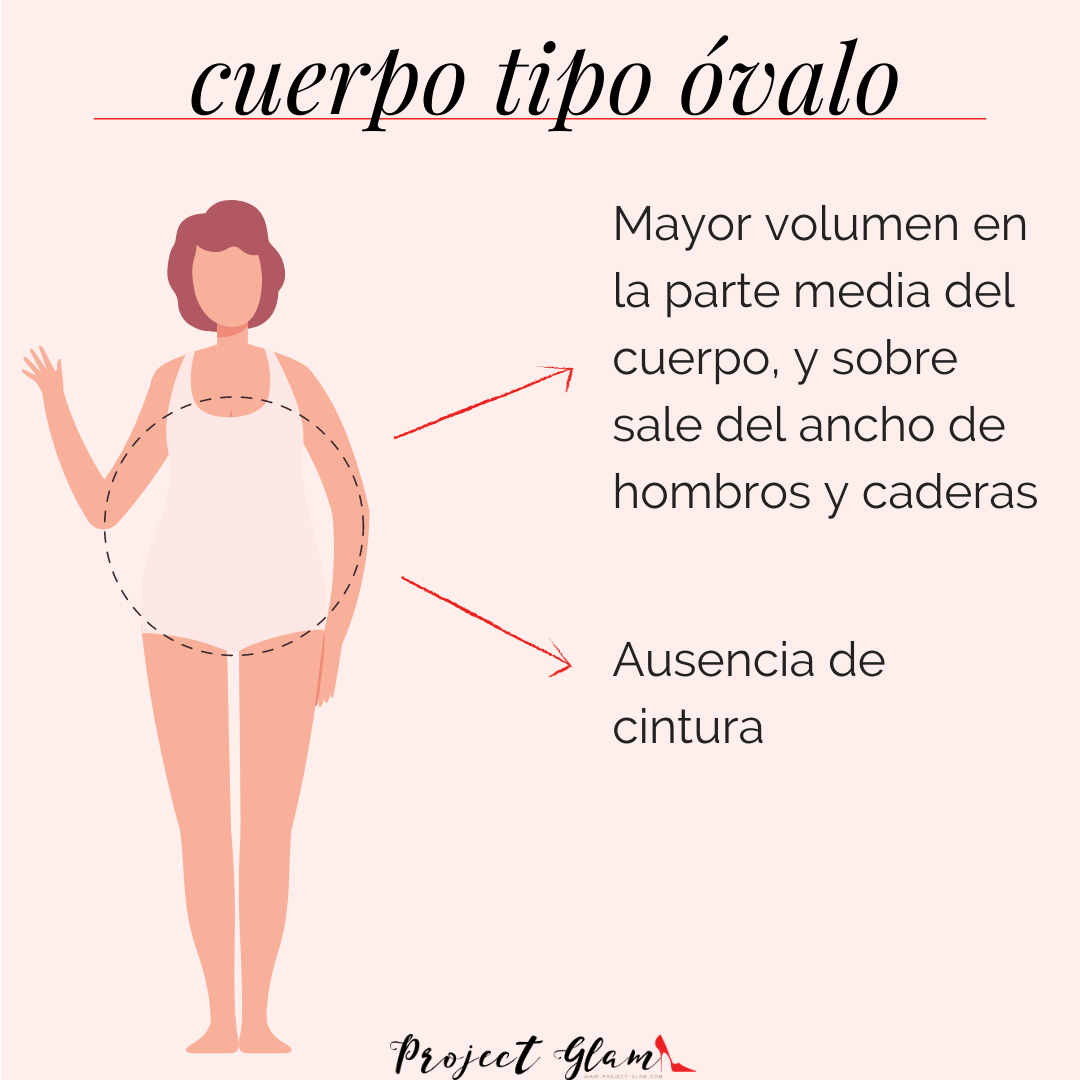 cuerpo tipo óvalo
Mayor volumen en
la parte media del
cuerpo, y sobre
sale del ancho de
hombros y caderas
Ausencia de
cintura
Project Glam
WWW.PROJECT-GLAM.COM